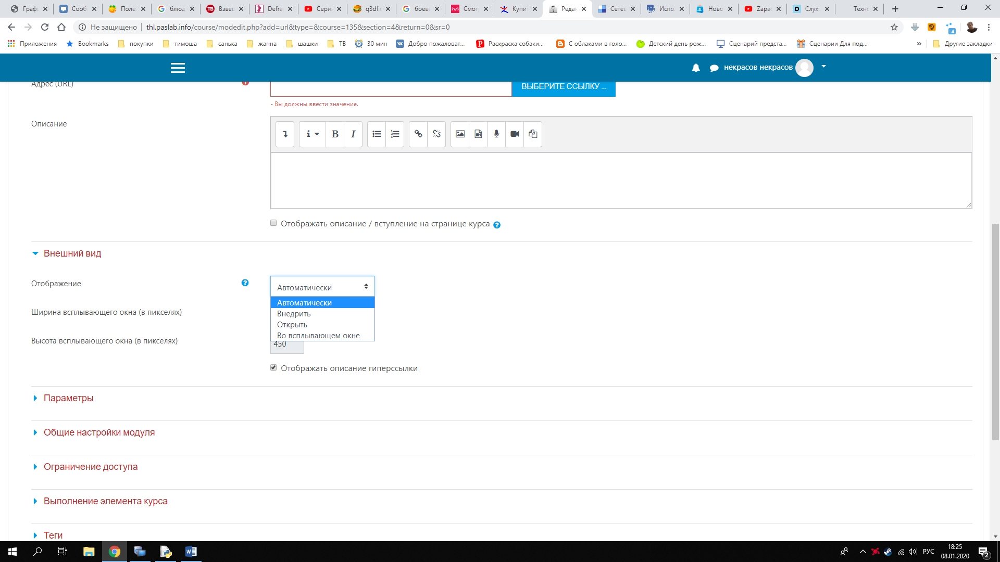 Граф Сооб Поле блюд Взвец Defra Сери q3df. боев Смот Купит Редак Сетев Испо. Ново Zapa Слух: Техн
Не защищено thl.paslab.info/course/modedit.php?add=url&type=&course=135&section=4&return=0&sr=0
Приложения Bookmarks покупки тимоша санька жанна шашки ТВ 30 мин Добро пожаловат... Раскраска собаки... С облаками в голо... Детский день рож... Сценарий предста... Сценарии Для под... » Другие закладки
некрасов некрасов
Адрес (URL)
ВЫБЕРИТЕ ССЫЛКУ ...
- Вы должны ввести значение.
Описание
Отображать описание / вступление на странице курса
Внешний вид
Отображение
Автоматически
Автоматически
Внедрить
Открыть
Во всплывающем окне
Ширина всплывающего окна (в пикселях)
Высота всплывающего окна (в пикселях)
450
Отображать описание гиперссылки
Параметры
Общие настройки модуля
Ограничение доступа
Выполнение элемента курса
Теги
РУС
18:25
08.01.2020
2